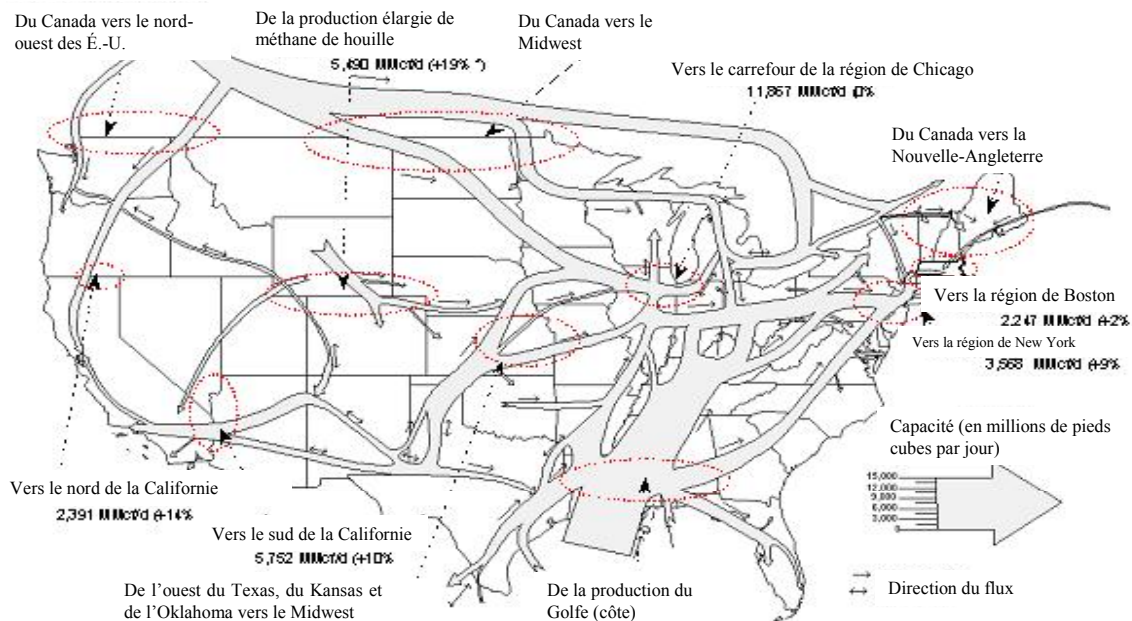 Du Canada vers le nord-
ouest des É.-U.
De la production élargie de
méthane de houille
5,490 MMcf/d (+19%
Du Canada vers le
Midwest
Vers le carrefour de la région de Chicago
11,867 MMcf/d
Du Canada vers la
Nouvelle-Angleterre
Vers la région de Boston
2,247 MMcf/d (+2%
Vers la région de New York
3,568 MMcf/d (+9%
Capacité (en millions de pieds
cubes par jour)
15,000
12,000
9,000
6,000
3,000
0
Direction du flux
Vers le nord de la Californie
2,391 MMcf/d (+14%
Vers le sud de la Californie
5,752 MMcf/d (+10%
De l’ouest du Texas, du Kansas et
de l’Oklahoma vers le Midwest
De la production du
Golfe (côte)